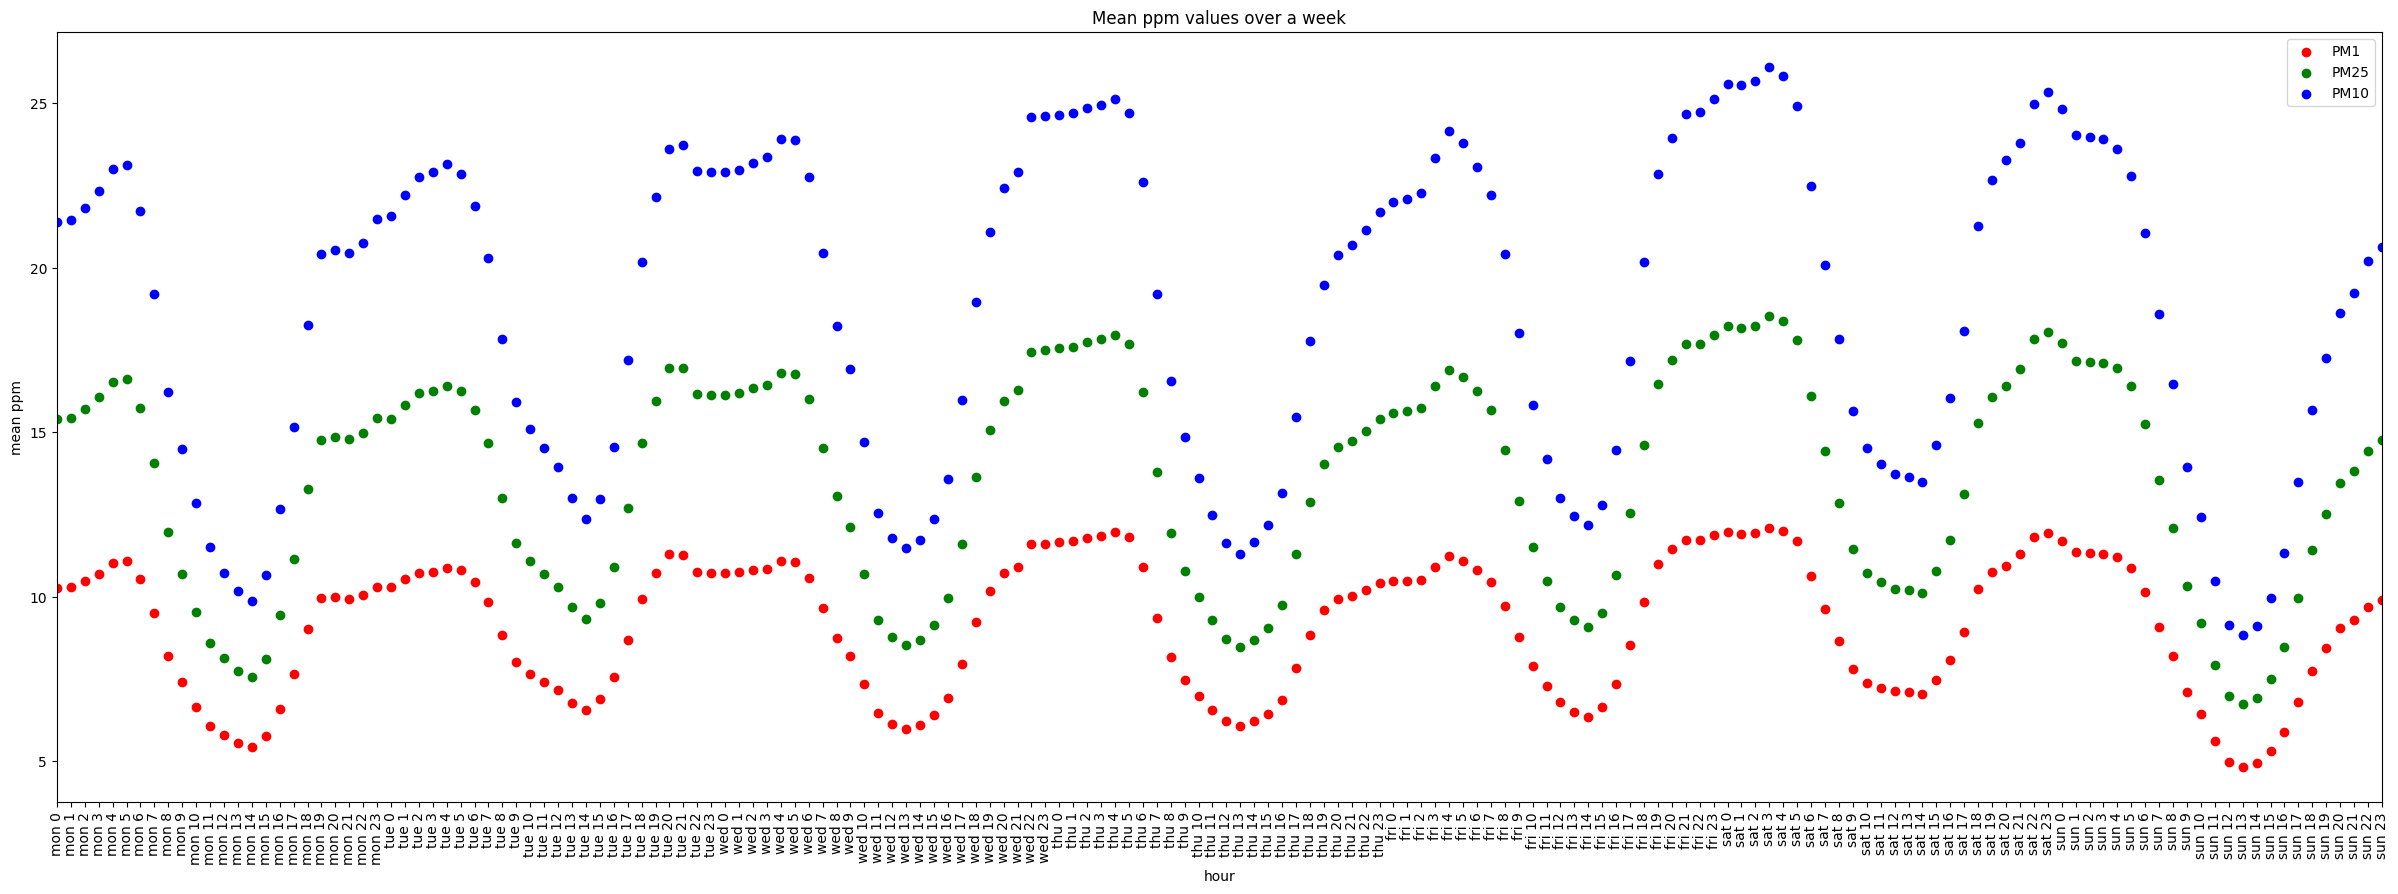 Mean ppm values over a week
PM1
PM25
PM10
mean ppm
25
20
15
10
5
mon 0
mon 1
mon 2
mon 3
mon 4
mon 5
mon 6
mon 7
mon 8
mon 9
mon 10
mon 11
mon 12
mon 13
mon 14
mon 15
mon 16
mon 17
mon 18
mon 19
mon 20
mon 21
mon 22
mon 23
tue 0
tue 1
tue 2
tue 3
tue 4
tue 5
tue 6
tue 7
tue 8
tue 9
tue 10
tue 11
tue 12
tue 13
tue 14
tue 15
tue 16
tue 17
tue 18
tue 19
tue 20
tue 21
tue 22
tue 23
wed 0
wed 1
wed 2
wed 3
wed 4
wed 5
wed 6
wed 7
wed 8
wed 9
wed 10
wed 11
wed 12
wed 13
wed 14
wed 15
wed 16
wed 17
wed 18
wed 19
wed 20
wed 21
wed 22
wed 23
thu 0
thu 1
thu 2
thu 3
thu 4
thu 5
thu 6
thu 7
thu 8
thu 9
thu 10
thu 11
thu 12
thu 13
thu 14
thu 15
thu 16
thu 17
thu 18
thu 19
thu 20
thu 21
thu 22
thu 23
fri 0
fri 1
fri 2
fri 3
fri 4
fri 5
fri 6
fri 7
fri 8
fri 9
fri 10
fri 11
fri 12
fri 13
fri 14
fri 15
fri 16
fri 17
fri 18
fri 19
fri 20
fri 21
fri 22
fri 23
sat 0
sat 1
sat 2
sat 3
sat 4
sat 5
sat 6
sat 7
sat 8
sat 9
sat 10
sat 11
sat 12
sat 13
sat 14
sat 15
sat 16
sat 17
sat 18
sat 19
sat 20
sat 21
sat 22
sat 23
sun 0
sun 1
sun 2
sun 3
sun 4
sun 5
sun 6
sun 7
sun 8
sun 9
sun 10
sun 11
sun 12
sun 13
sun 14
sun 15
sun 16
sun 17
sun 18
sun 19
sun 20
sun 21
sun 22
sun 23
hour